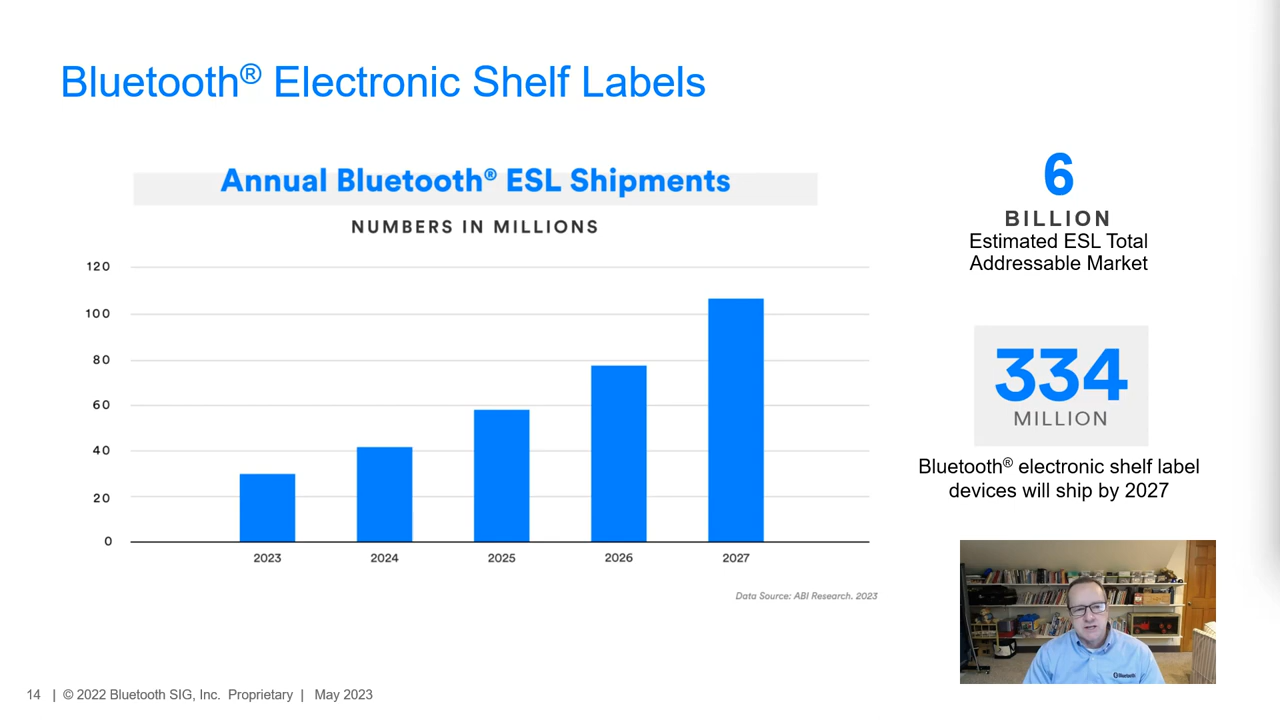 Bluetooth® Electronic Shelf Labels
Annual Bluetooth® ESL Shipments
NUMBERS IN MILLIONS
120
100
80
60
40
20
0
2023
2024
2025
2026
2027
Data Source: ABI Research. 2023
6
BILLION
Estimated ESL Total
Addressable Market
334
MILLION
Bluetooth® electronic shelf label
devices will ship by 2027
Bluetooth
14 | © 2022 Bluetooth SIG, Inc. Proprietary | May 2023